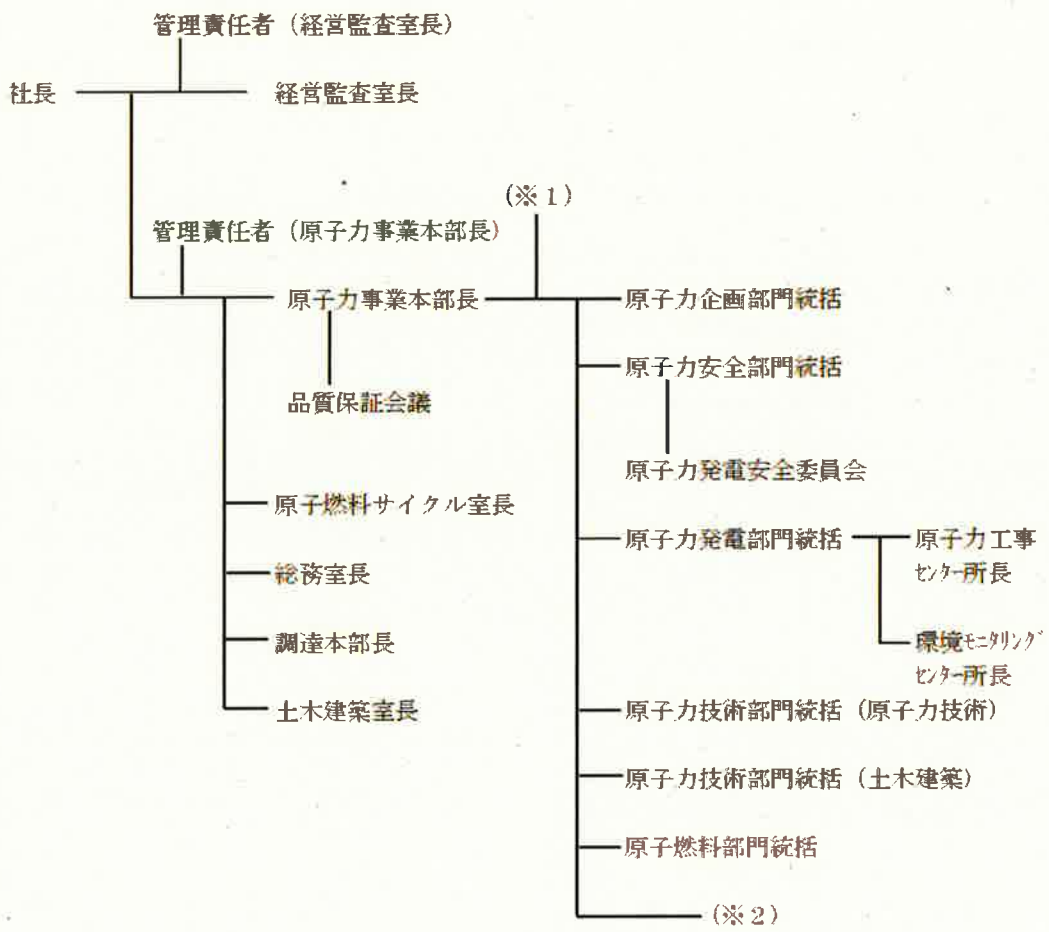 管理責任者（経営監査室長）
社長
経営監査室長
(※１)
管理責任者（原子力事業本部長）
原子力事業本部長
原子力企画部門統括
原子力安全部門統括
品質保証会議
原子力発電安全委員会
原子燃料サイクル室長
原子力発電部門統括
原子力工事
ｾﾝﾀｰ所長
総務室長
調達本部長
環境ﾓﾆﾀﾘﾝｸﾞ
ｾﾝﾀｰ所長
土木建築室長
原子力技術部門統括（原子力技術）
原子力技術部門統括（土木建築）
原子燃料部門統括
(※２)